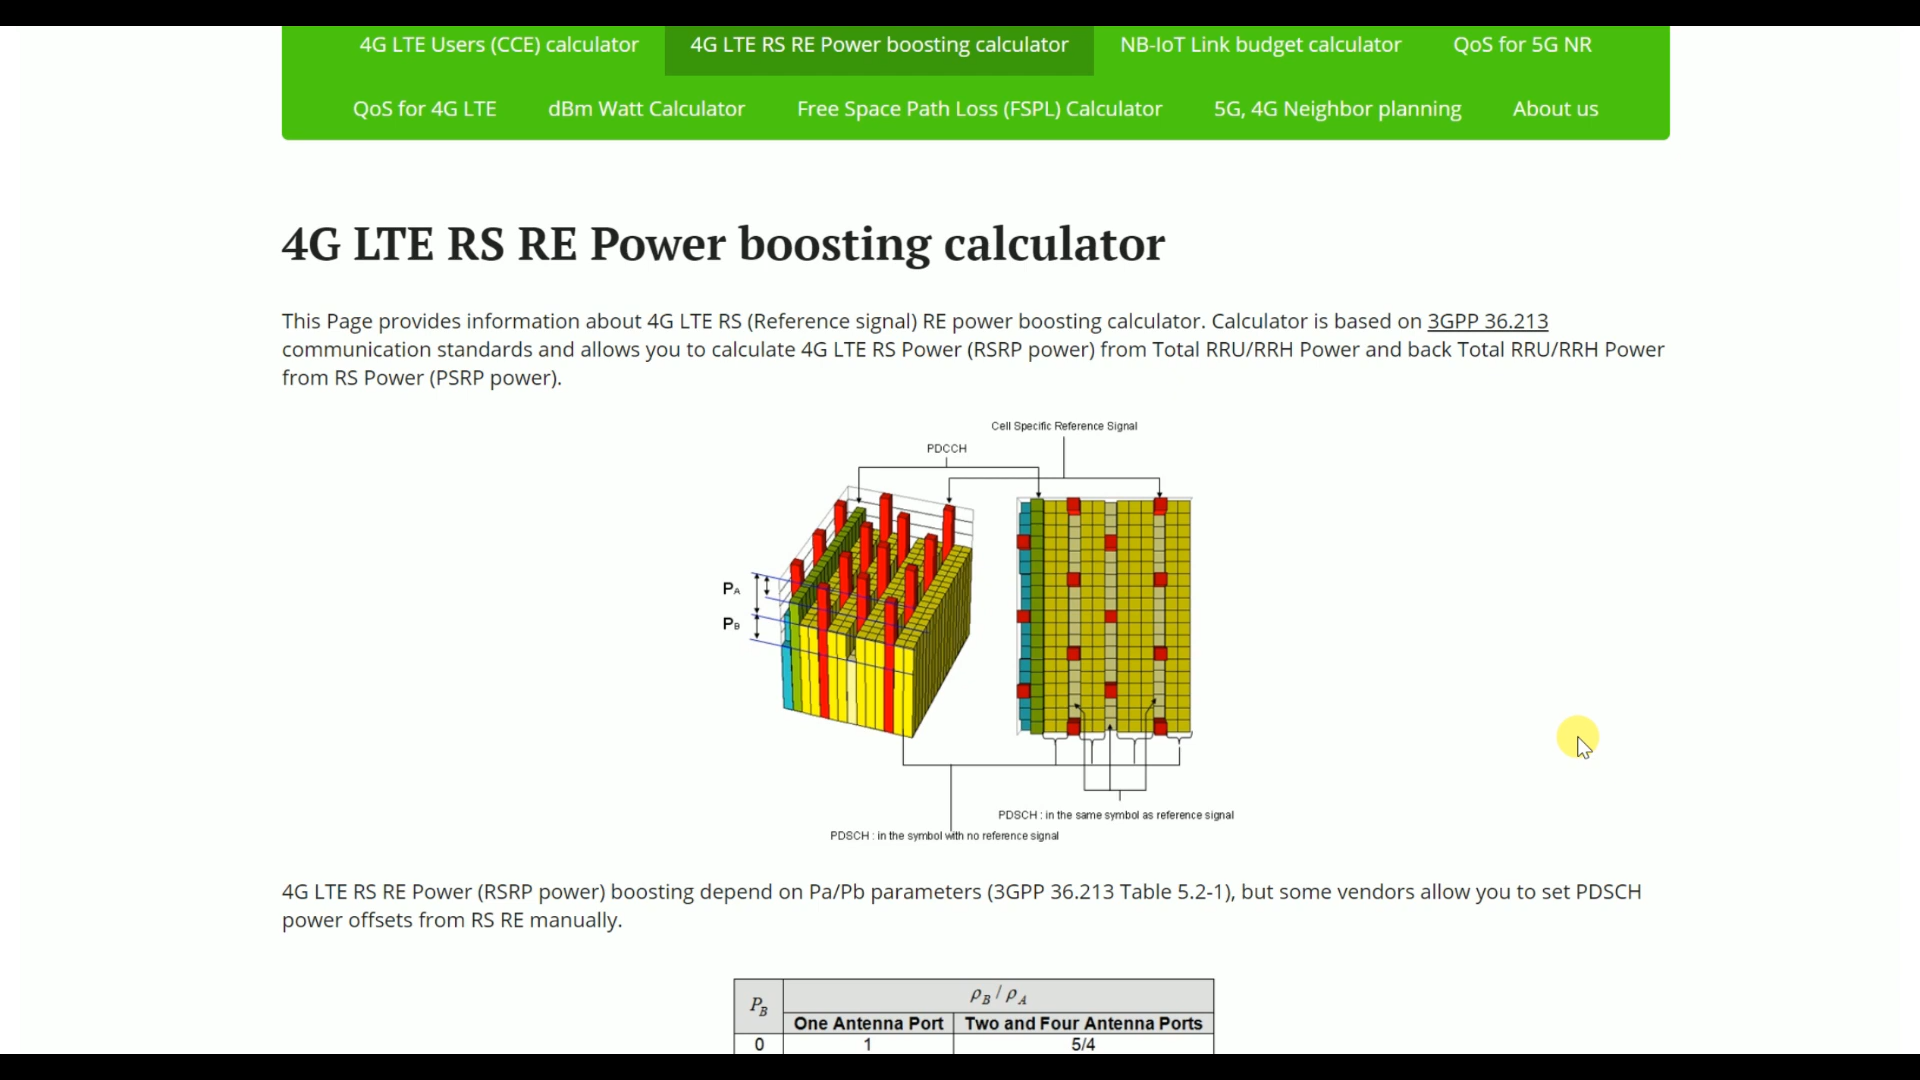 4G LTE Users (CCE) calculator 4G LTE RS RE Power boosting calculator NB-IoT Link budget calculator QoS for 5G NR
QoS for 4G LTE dBm Watt Calculator Free Space Path Loss (FSPL) Calculator 5G, 4G Neighbor planning About us
4G LTE RS RE Power boosting calculator
This Page provides information about 4G LTE RS (Reference signal) RE power boosting calculator. Calculator is based on 3GPP 36.213
communication standards and allows you to calculate 4G LTE RS Power (RSRP power) from Total RRU/RRH Power and back Total RRU/RRH Power
from RS Power (PSRP power).
Cell Specific Reference Signal
PDCCH
PA
PB
PDSCH : in the same symbol as reference signal
PDSCH : in the symbol with no reference signal
4G LTE RS RE Power (RSRP power) boosting depend on Pa/Pb parameters (3GPP 36.213 Table 5.2-1), but some vendors allow you to set PDSCH
power offsets from RS RE manually.
PB ρB / ρA
One Antenna Port Two and Four Antenna Ports
0 1 5/4